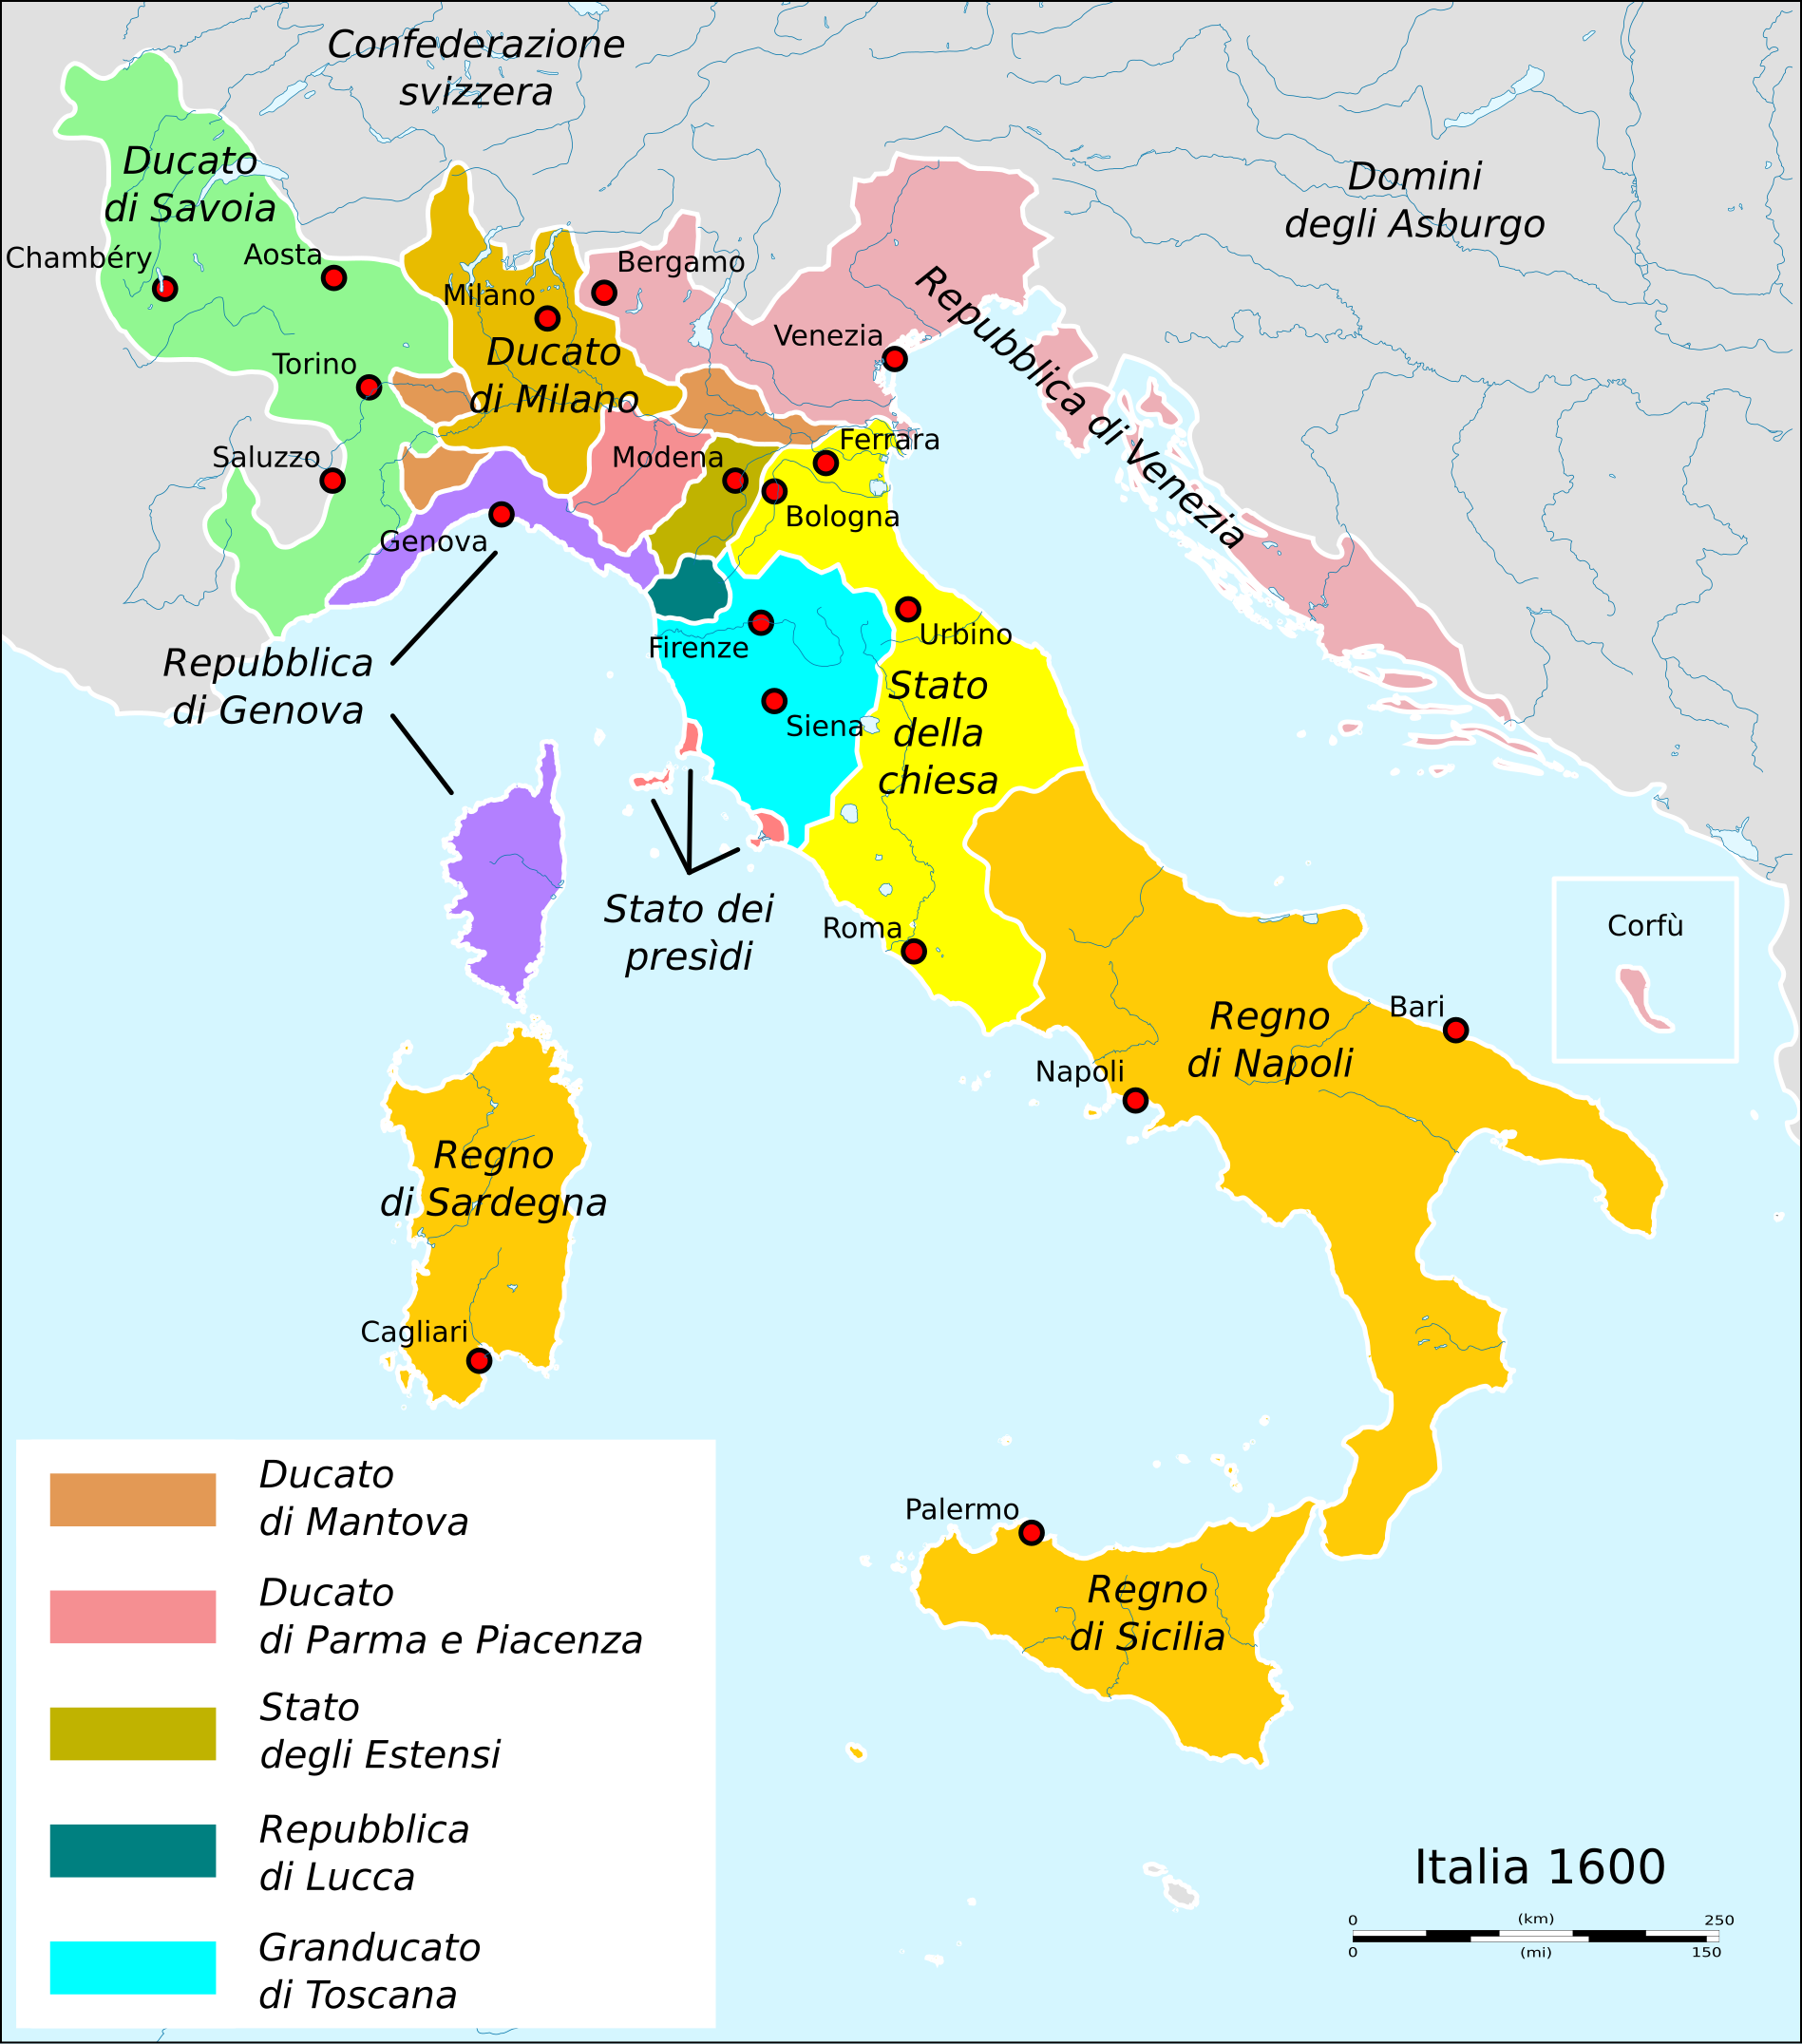 Confederazione
svizzera
Ducato
di Savoia
Domini
degli Asburgo
Chambéry
Aosta
Bergamo
Milano
Repubblica di Venezia
Venezia
Ducato
di Milano
Torino
Ferrara
Saluzzo
Modena
Bologna
Genova
Urbino
Firenze
Repubblica
di Genova
Stato
della
chiesa
Siena
Stato dei
presìdi
Roma
Corfù
Bari
Regno
di Napoli
Napoli
Regno
di Sardegna
Cagliari
Palermo
Regno
di Sicilia
Ducato
di Mantova
Ducato
di Parma e Piacenza
Stato
degli Estensi
Repubblica
di Lucca
Granducato
di Toscana
Italia 1600
0 (km) 250
0 (mi) 150